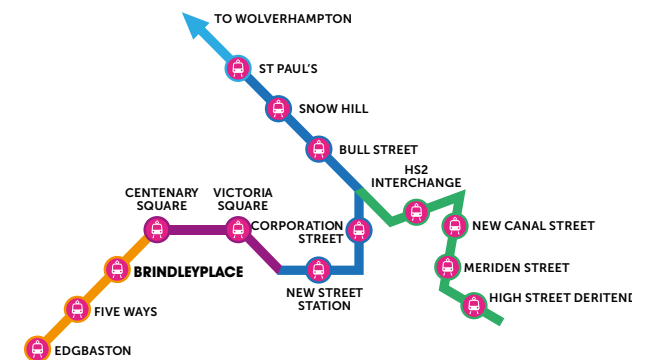 TO WOLVERHAMPTON
ST PAUL'S
SNOW HILL
BULL STREET
HS2
INTERCHANGE
CENTENARY
SQUARE
VICTORIA
SQUARE
CORPORATION
STREET
NEW CANAL STREET
BRINDLEYPLACE
MERIDEN STREET
NEW STREET
STATION
HIGH STREET DERITEND
FIVE WAYS
EDGBASTON